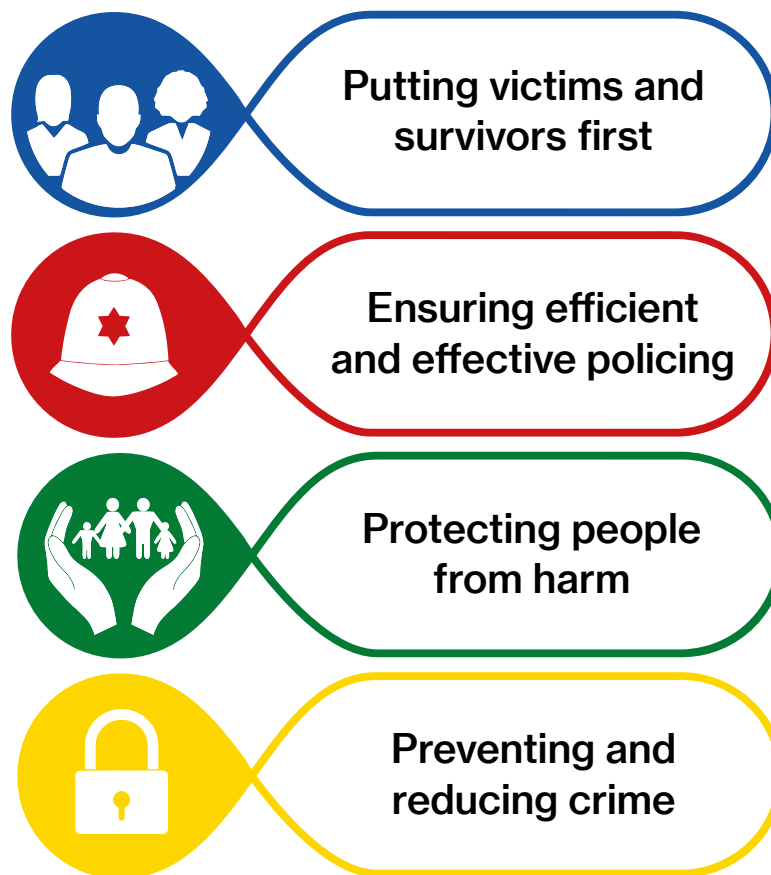 Putting victims and
survivors first
Ensuring efficient
and effective policing
Protecting people
from harm
Preventing and
reducing crime